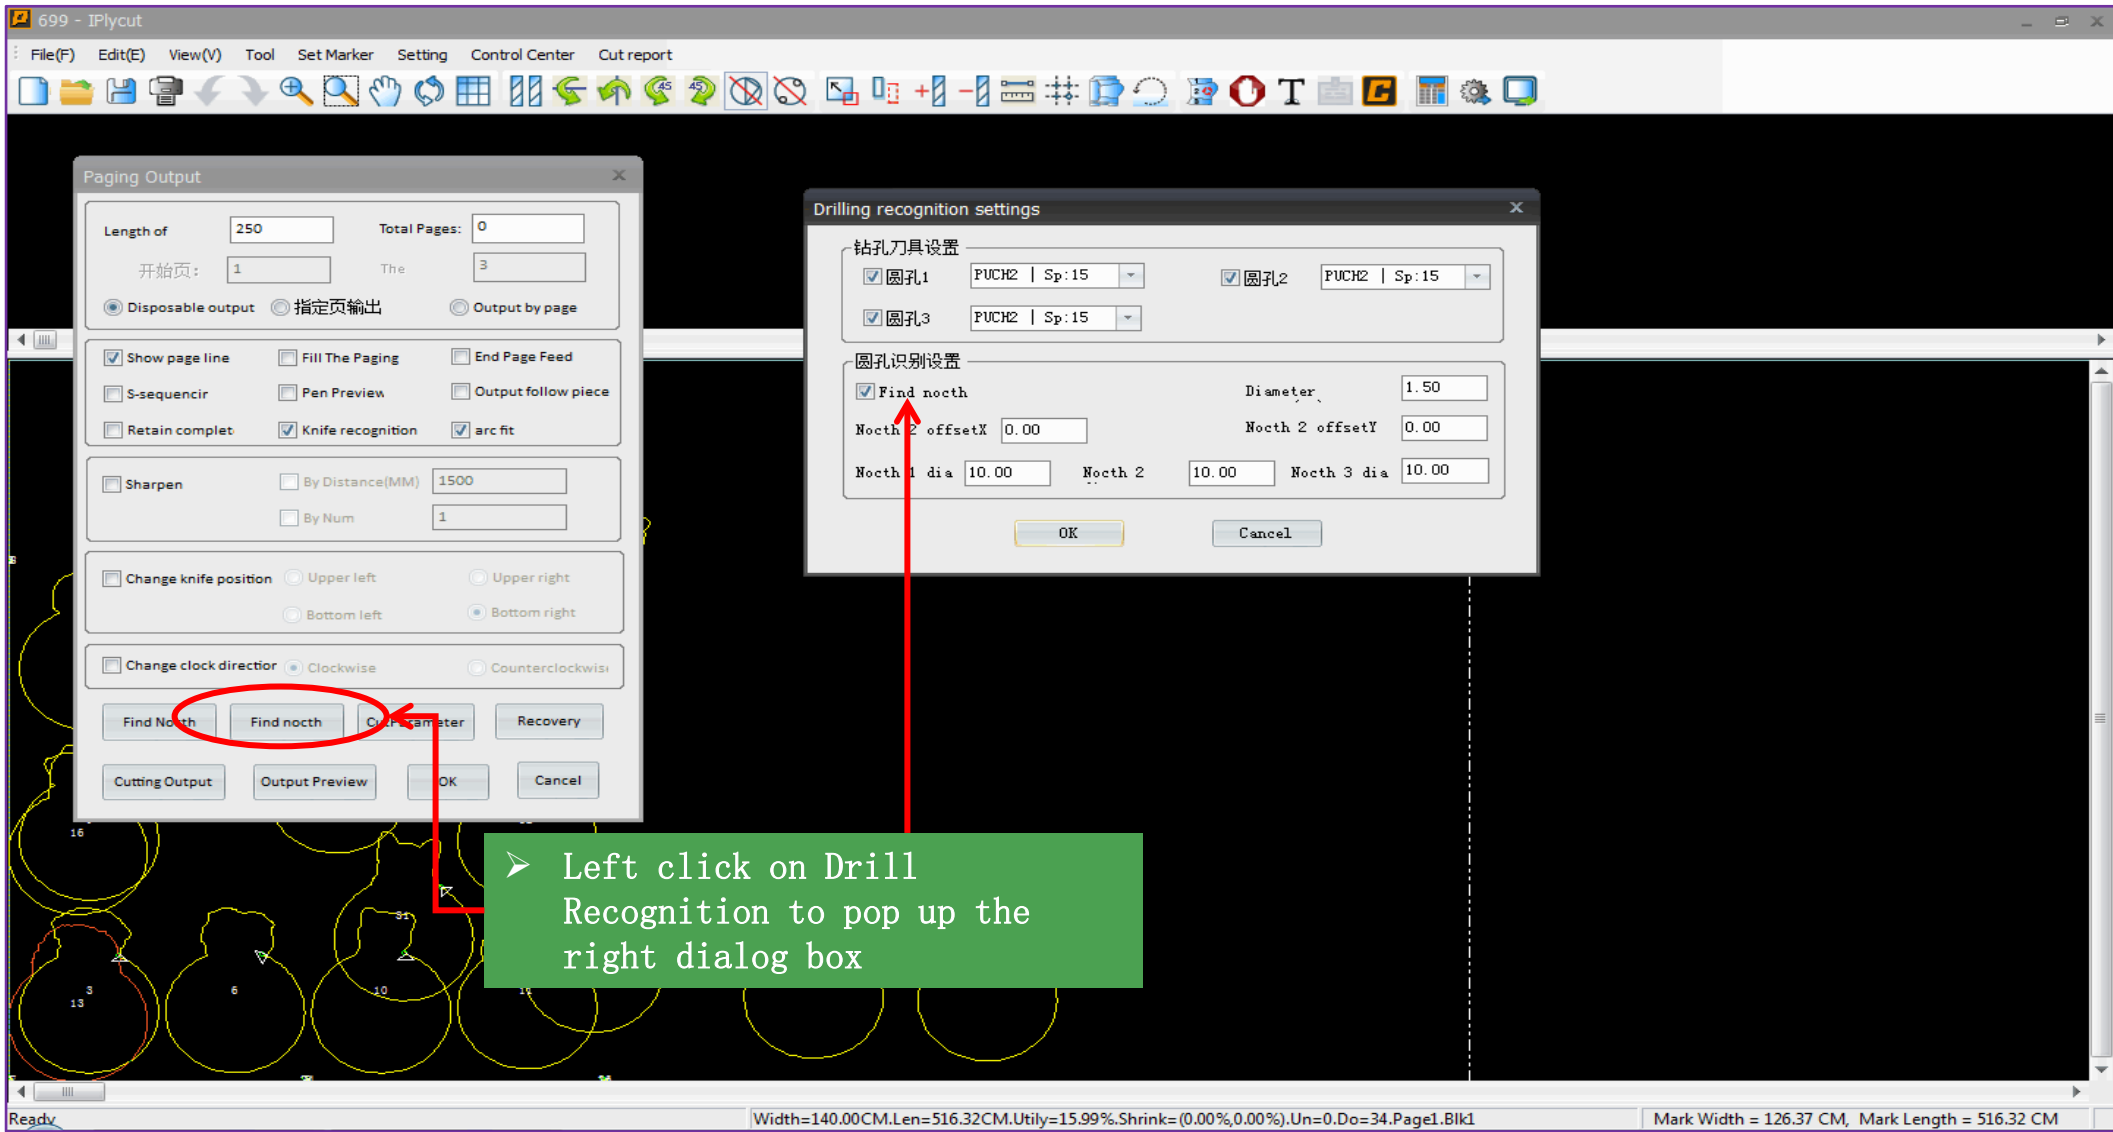 699 - IPlycut
File(F) Edit(E) View(V) Tool Set Marker Setting Control Center Cut report
45 45 T C
Paging Output
Length of 250 Total Pages: 0
开始页： 1 The 3
Disposable output 指定页输出 Output by page
Show page line Fill The Paging End Page Feed
S-sequencir Pen Preview Output follow piece
Retain complet Knife recognition arc fit
Sharpen By Distance(MM) 1500
By Num 1
Change knife position Upper left Upper right
Bottom left Bottom right
Change clock direction Clockwise Counterclockwis
Find North Find nocth Cut Parameter Recovery
Cutting Output Output Preview OK Cancel
Drilling recognition settings
钻孔刀具设置
圆孔1 PUCH2 | Sp:15 圆孔2 PUCH2 | Sp:15
圆孔3 PUCH2 | Sp:15
圆孔识别设置
Find nocth Diameter 1.50
Nocth 2 offsetX 0.00 Nocth 2 offsetY 0.00
Nocth 1 dia 10.00 Nocth 2 10.00 Nocth 3 dia 10.00
OK Cancel
Left click on Drill
Recognition to pop up the
right dialog box
16
31
3 6 10
13
Ready Width=140.00CM.Len=516.32CM.Utily=15.99%.Shrink=(0.00%,0.00%).Un=0.Do=34.Page1.Blk1 Mark Width = 126.37 CM, Mark Length = 516.32 CM